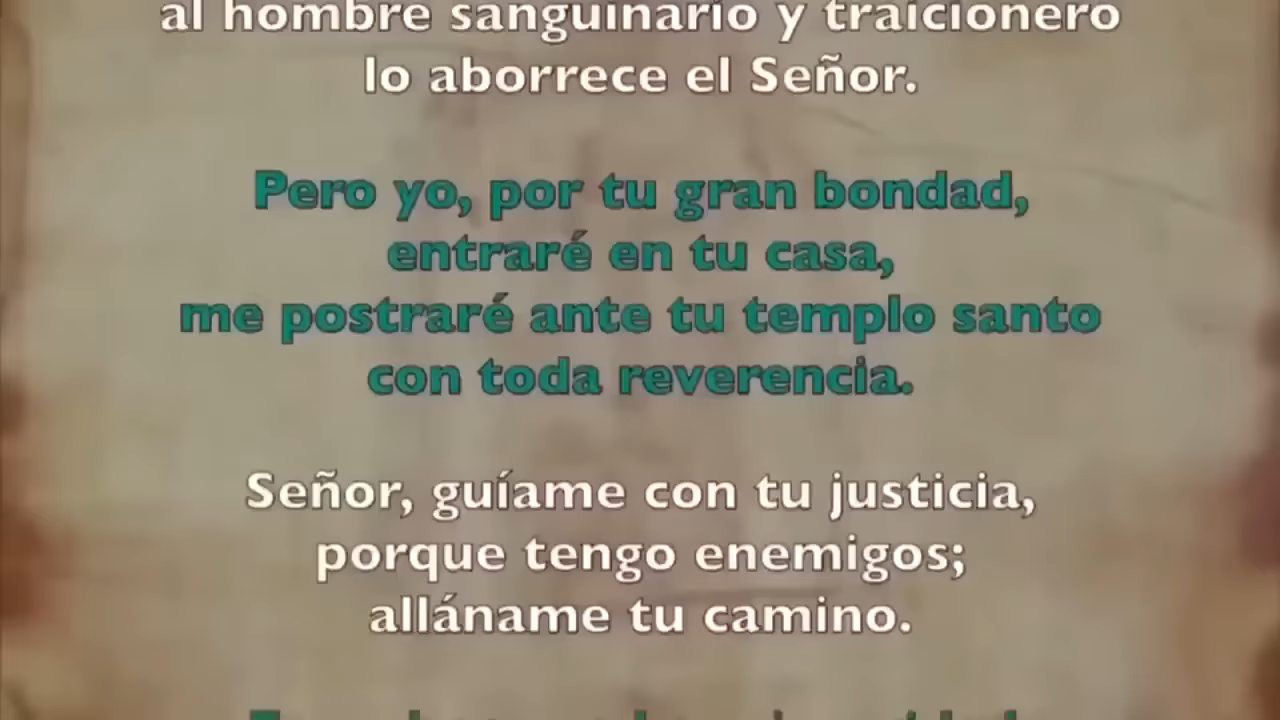 al hombre sanguinario y traicionero
lo aborrece el Señor.
Pero yo, por tu gran bondad,
entraré en tu casa,
me postraré ante tu templo santo
con toda reverencia.
Señor, guíame con tu justicia,
porque tengo enemigos;
alláname tu camino.